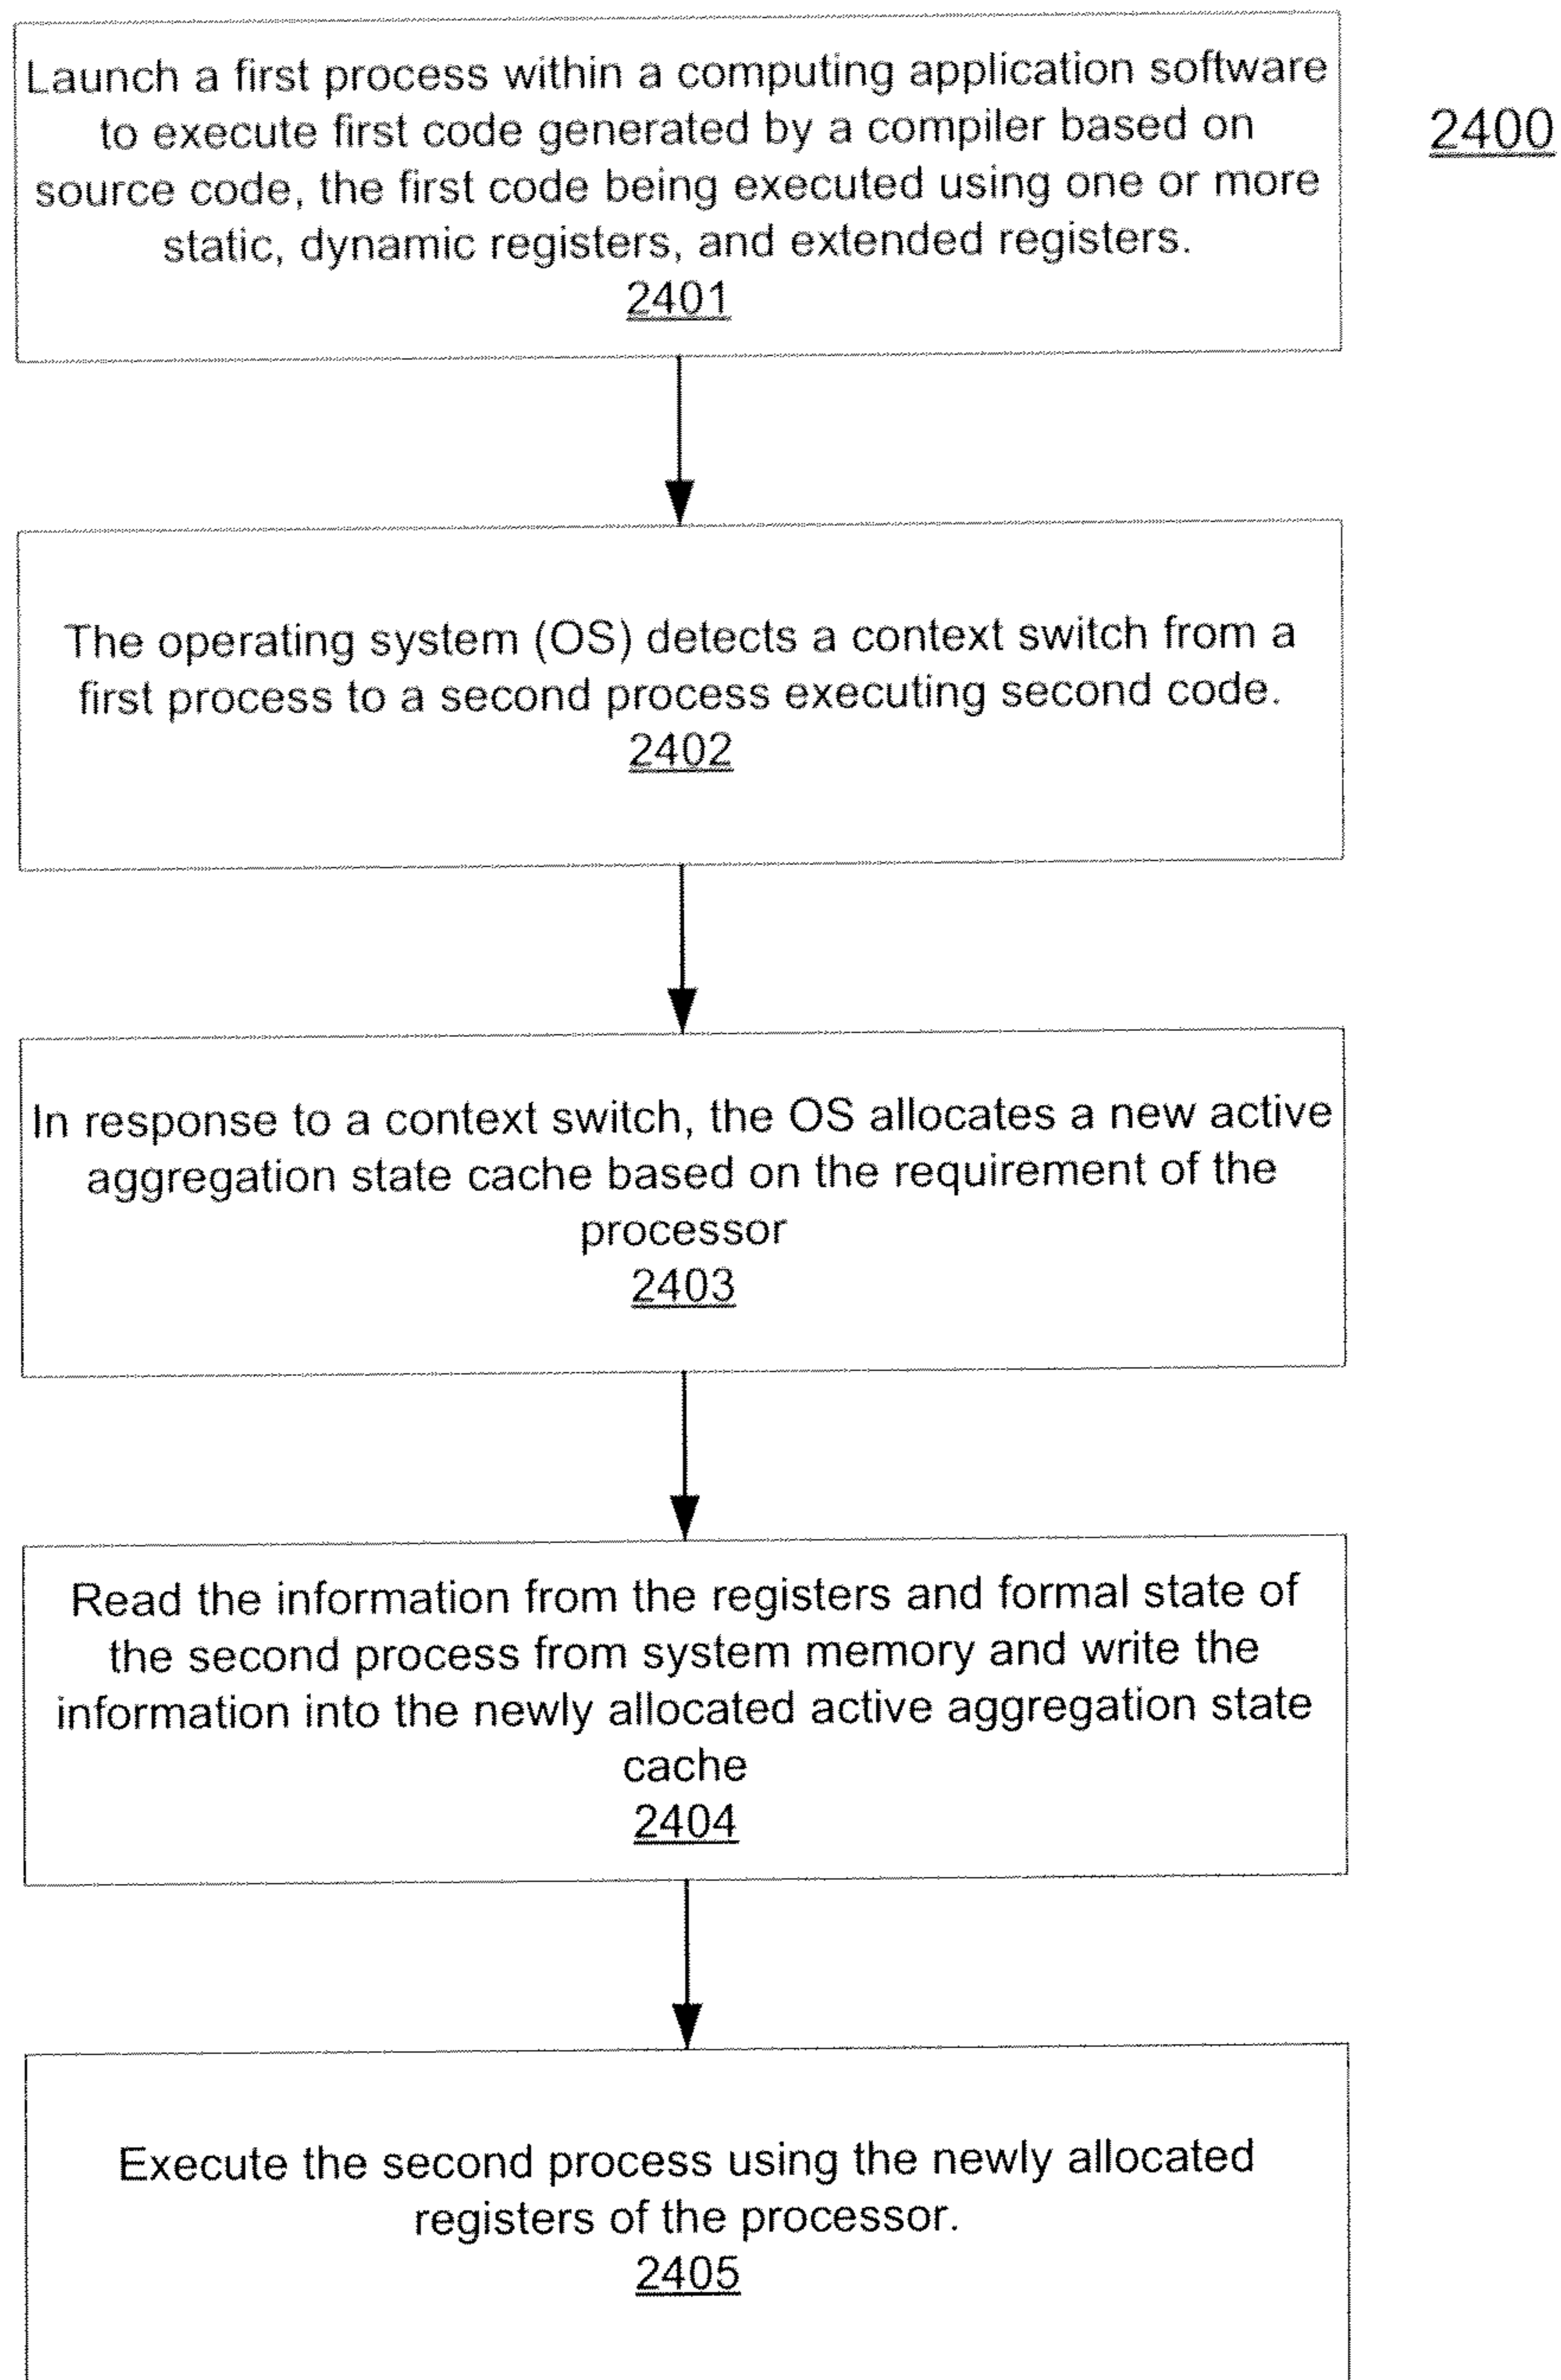 Launch a first process within a computing application software
to execute first code generated by a compiler based on
source code, the first code being executed using one or more
static, dynamic registers, and extended registers.
2401
2400
The operating system (OS) detects a context switch from a
first process to a second process executing second code.
2402
In response to a context switch, the OS allocates a new active
aggregation state cache based on the requirement of the
processor
2403
Read the information from the registers and formal state of
the second process from system memory and write the
information into the newly allocated active aggregation state
cache
2404
Execute the second process using the newly allocated
registers of the processor.
2405